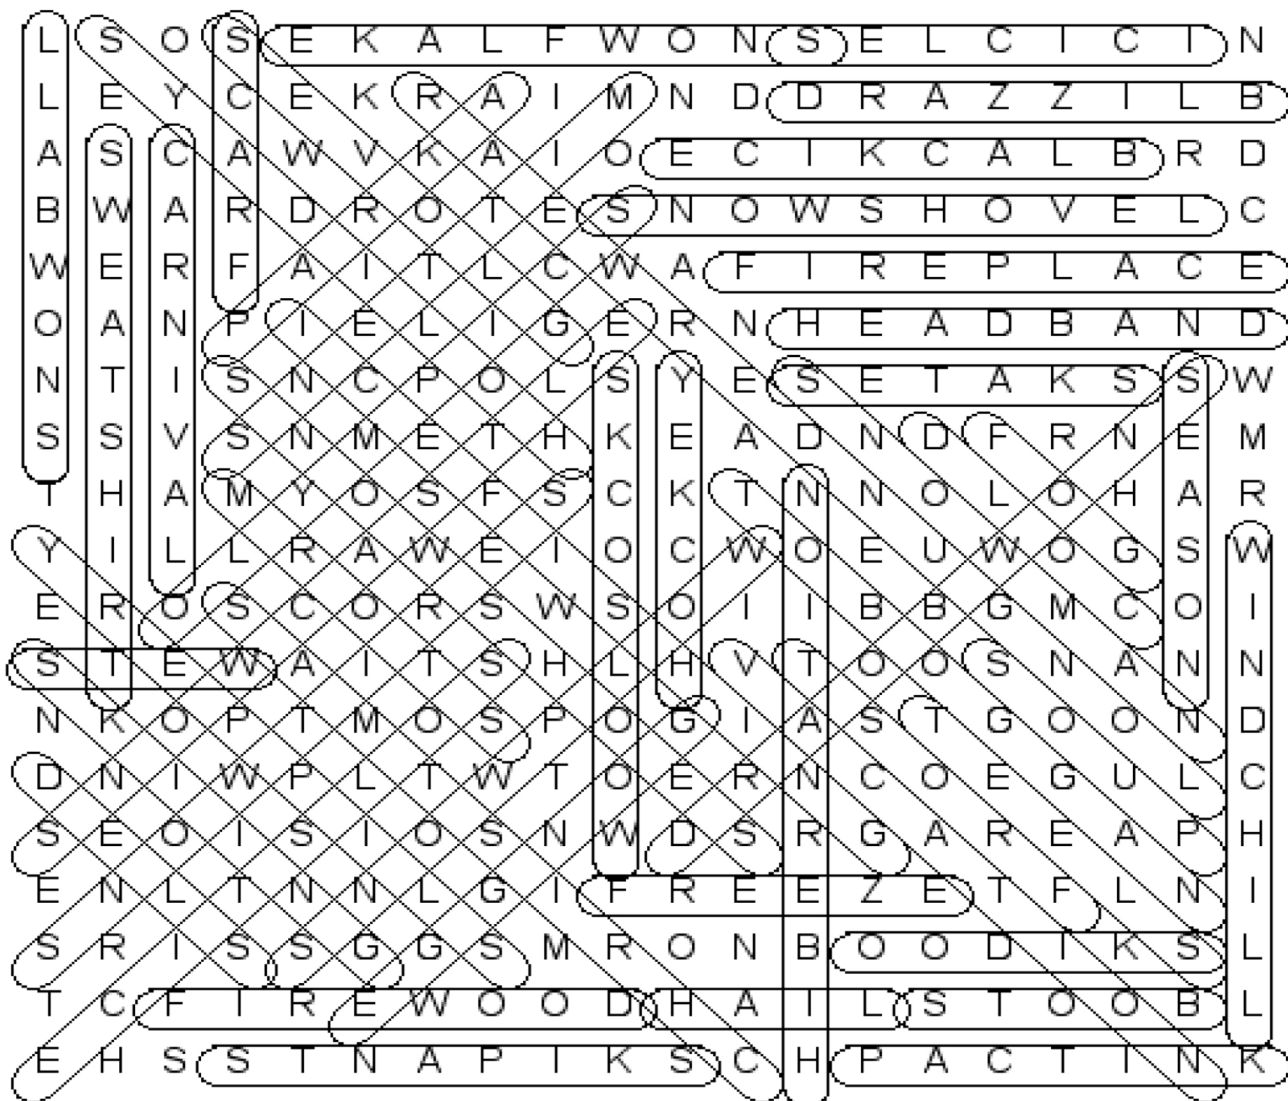 L S O S E K A L F W O N S E L C I C I N
L E Y C E K R A I M N D D R A Z Z I L B
A S C A W V K A I O E C I K C A L B R D
B W A R D R O T E S N O W S H O V E L C
W E R F A I T L C W A F I R E P L A C E
O A N P I E L I G E R N H E A D B A N D
N T I S N C P O L S Y E S E T A K S S W
S S V S N M E T H K E A D N D F R N E M
T H A M Y O S F S C K T N N O L O H A R
Y I L L R A W E I O C W O E U W O G S W
E R O S C O R S W S O I I B B G M C O I
S T E W A I T S H L H V T O O S N A N N
N K O P T M O S P O G I A S T G O O N D
D N I W P L T W T O E R N C O E G U L C
S E O I S I O S N W D S R G A R E A P H
E N L T N N L G I F R E E Z E T F L N I
S R I S S G G S M R O N B O O D I K S L
T C F I R E W O O D H A I L S T O O B L
E H S S T N A P I K S C H P A C T I N K